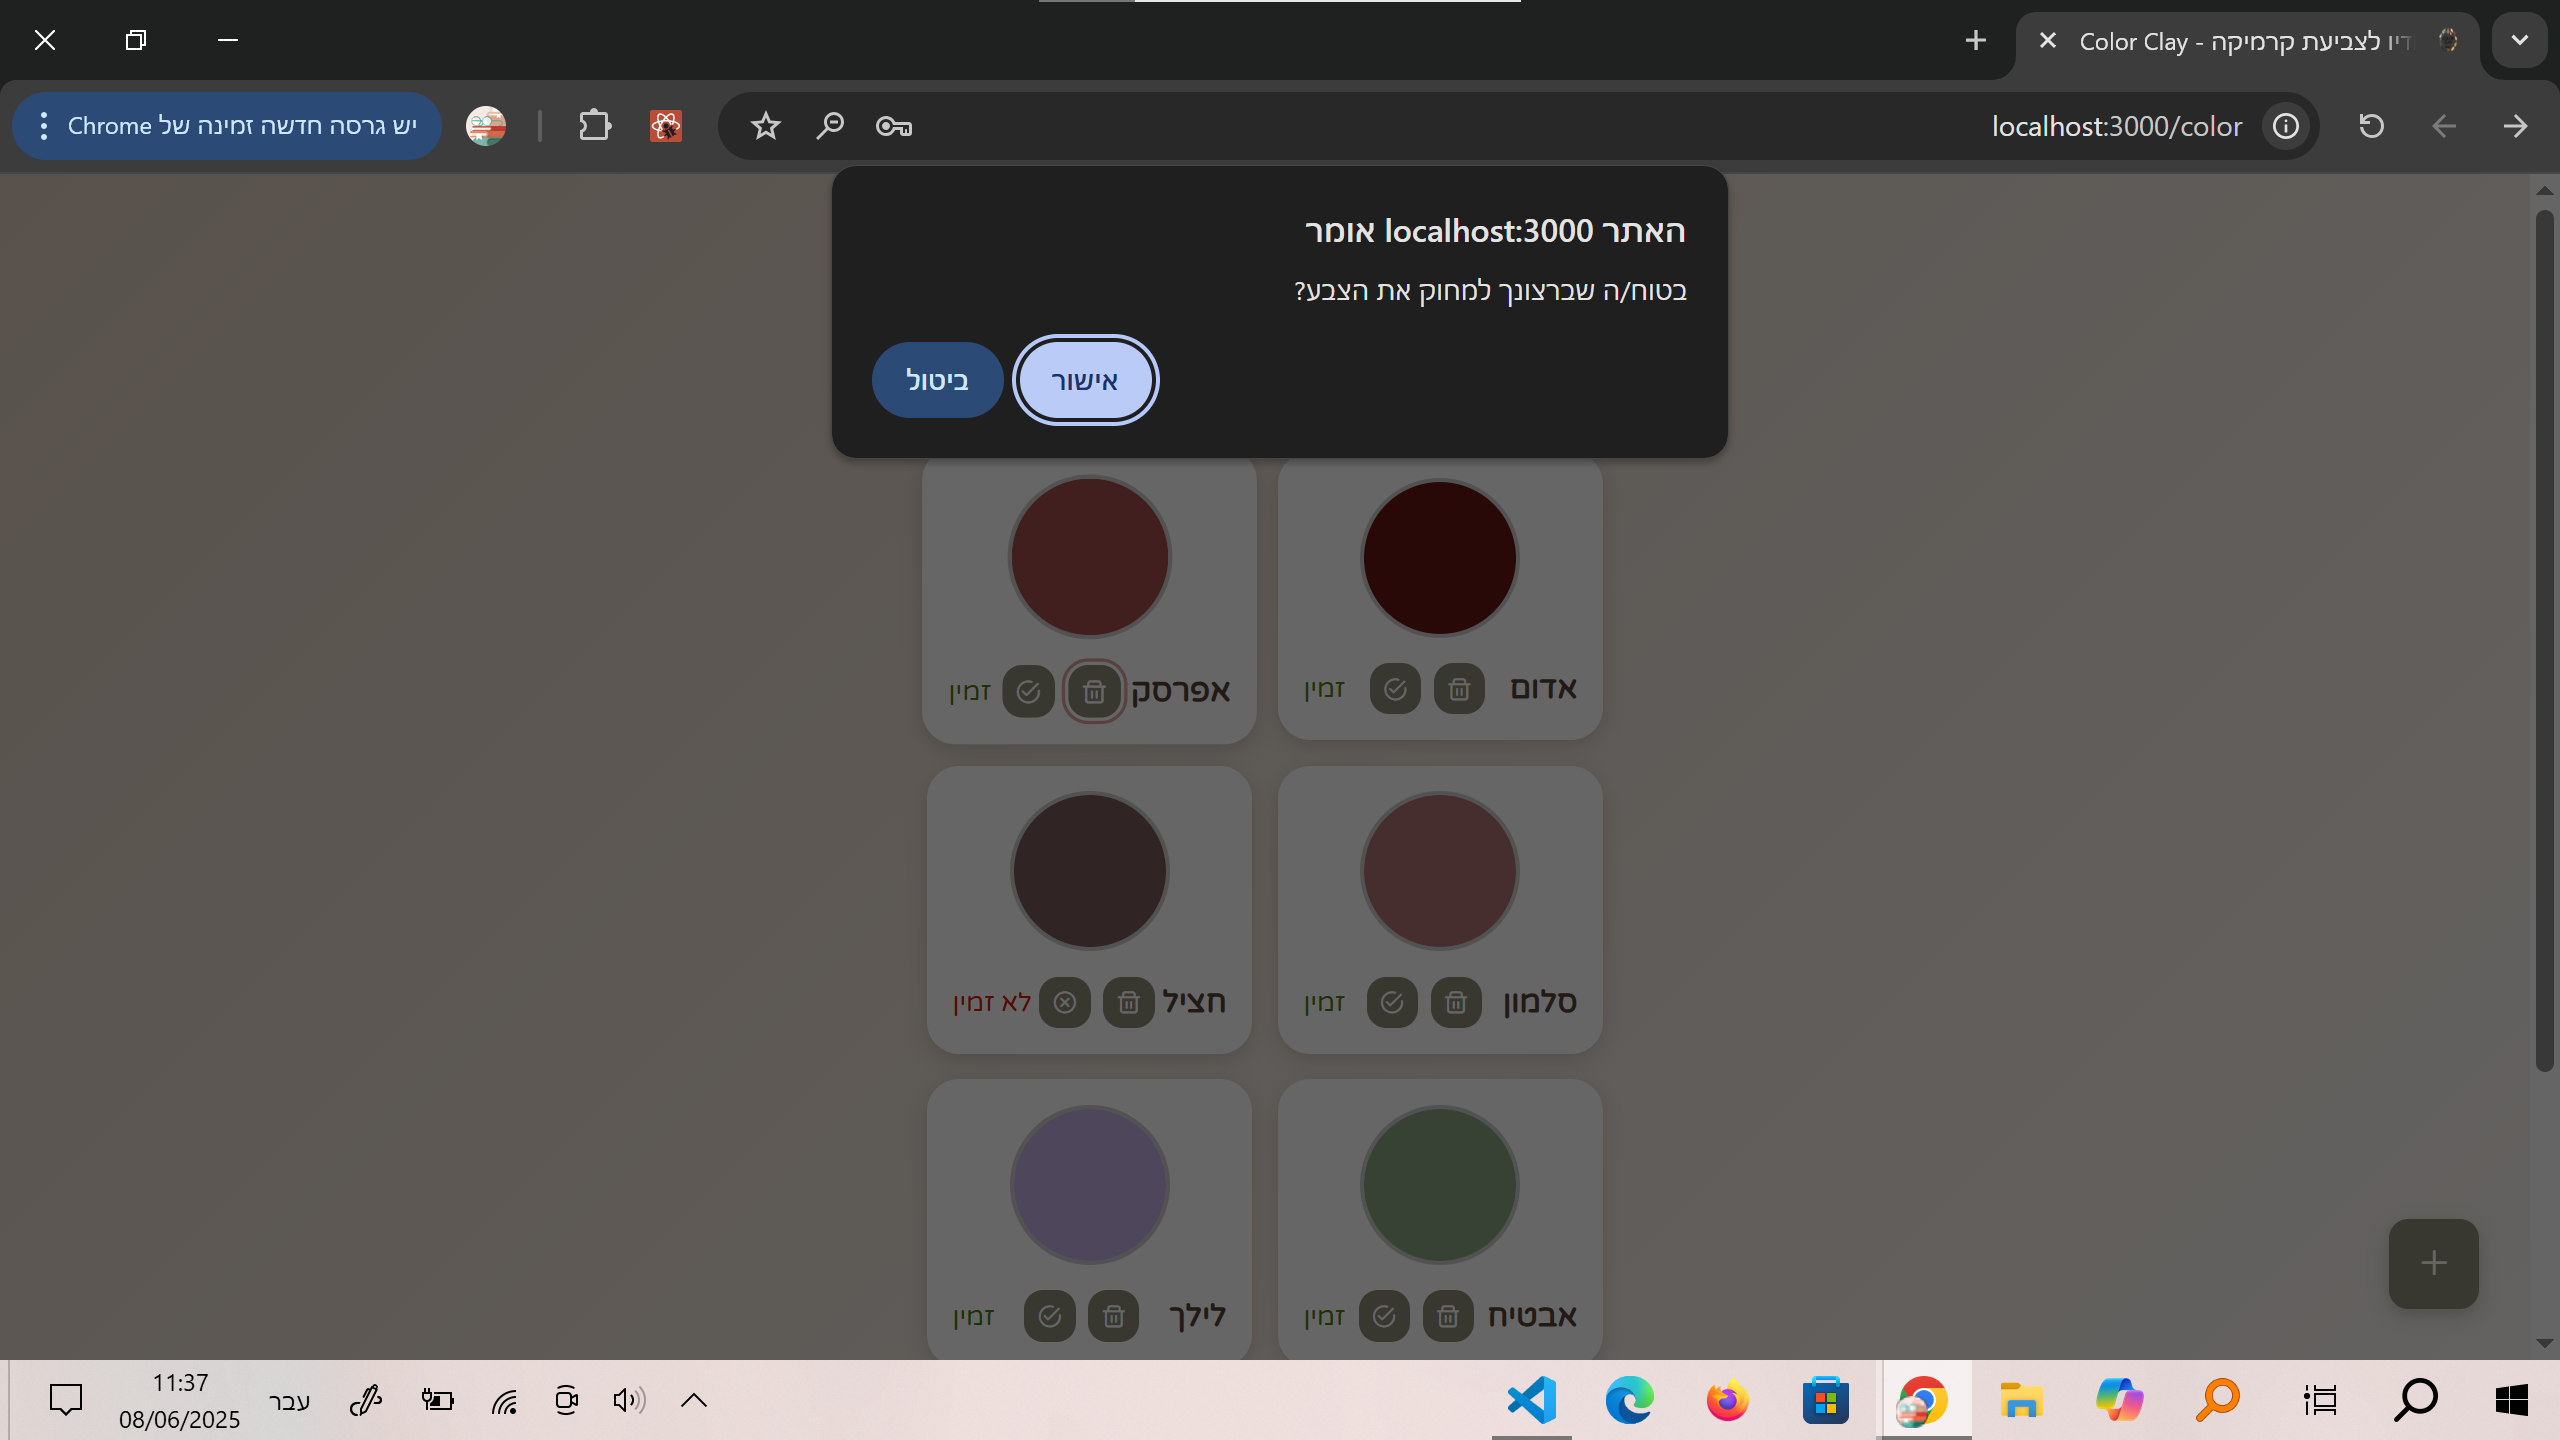 Color Clay - דיו לצביעת קרמיקה
localhost:3000/color
יש גרסה חדשה זמינה של Chrome
האתר localhost:3000 אומר
בטוח/ה שברצונך למחוק את הצבע?
אישור
ביטול
אדום
זמין
אפרסק
זמין
סלמון
זמין
חציל
לא זמין
אבטיח
זמין
לילך
זמין
עבר
11:37
08/06/2025